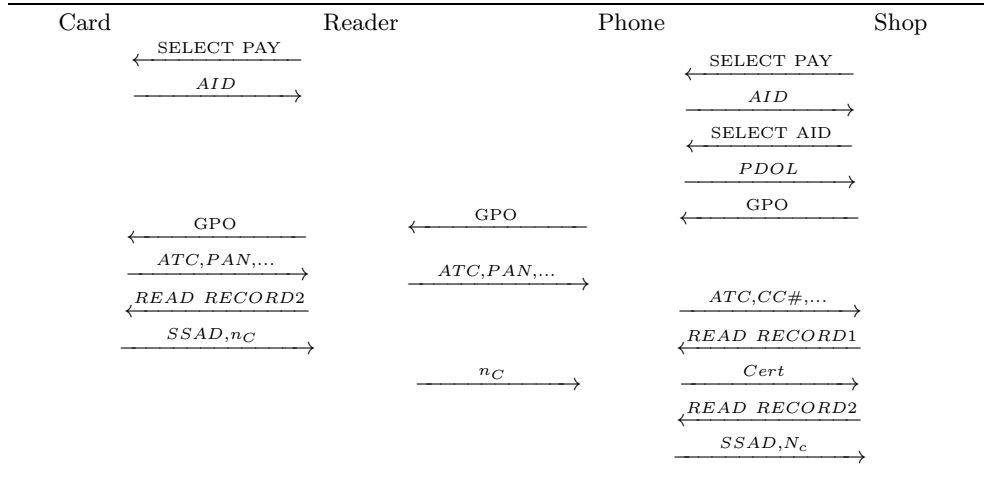 Card Reader Phone Shop
SELECT PAY
SELECT PAY
AID
AID
SELECT AID
PDOL
GPO
GPO
GPO
ATC,PAN,...
ATC,PAN,...
READ RECORD2
ATC,CC#,...
SSAD,n_C
READ RECORD1
n_C
Cert
READ RECORD2
SSAD,N_c